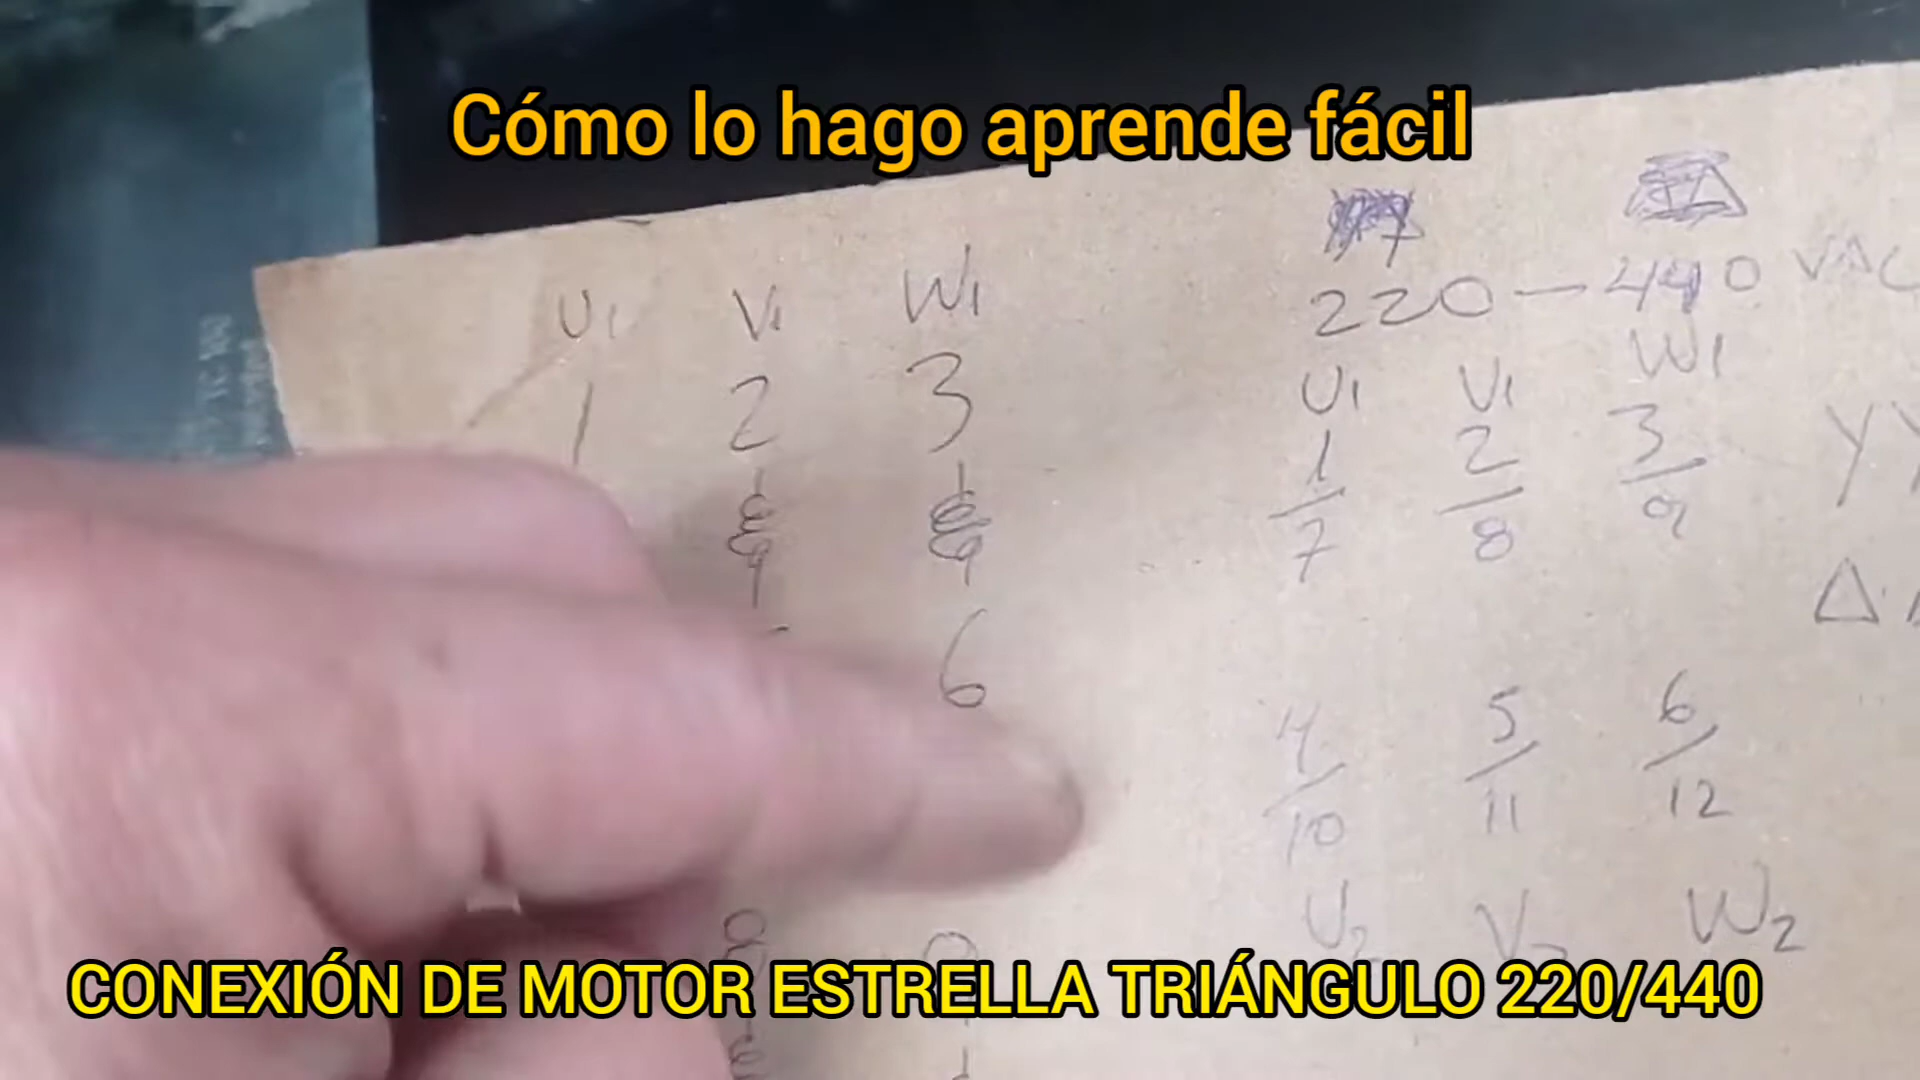 Cómo lo hago aprende fácil
220-440 VAC
U1 V1 W1
1 2 3
6
U1 V1 W1
1 2 3
7 8 9
4 5 6
10 11 12
U2 V2 W2
Y Y
Δ
CONEXIÓN DE MOTOR ESTRELLA TRIÁNGULO 220/440